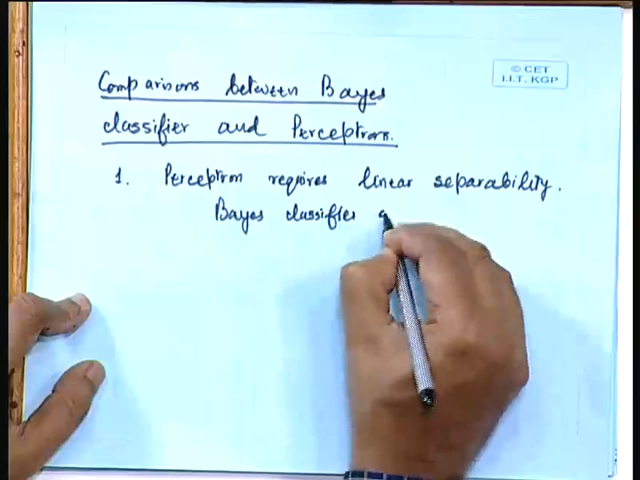 © CET
I.I.T. KGP
Comparisons between Bayes
classifier and Perceptrons.
1. Perceptron requires linear separability.
Bayes classifier